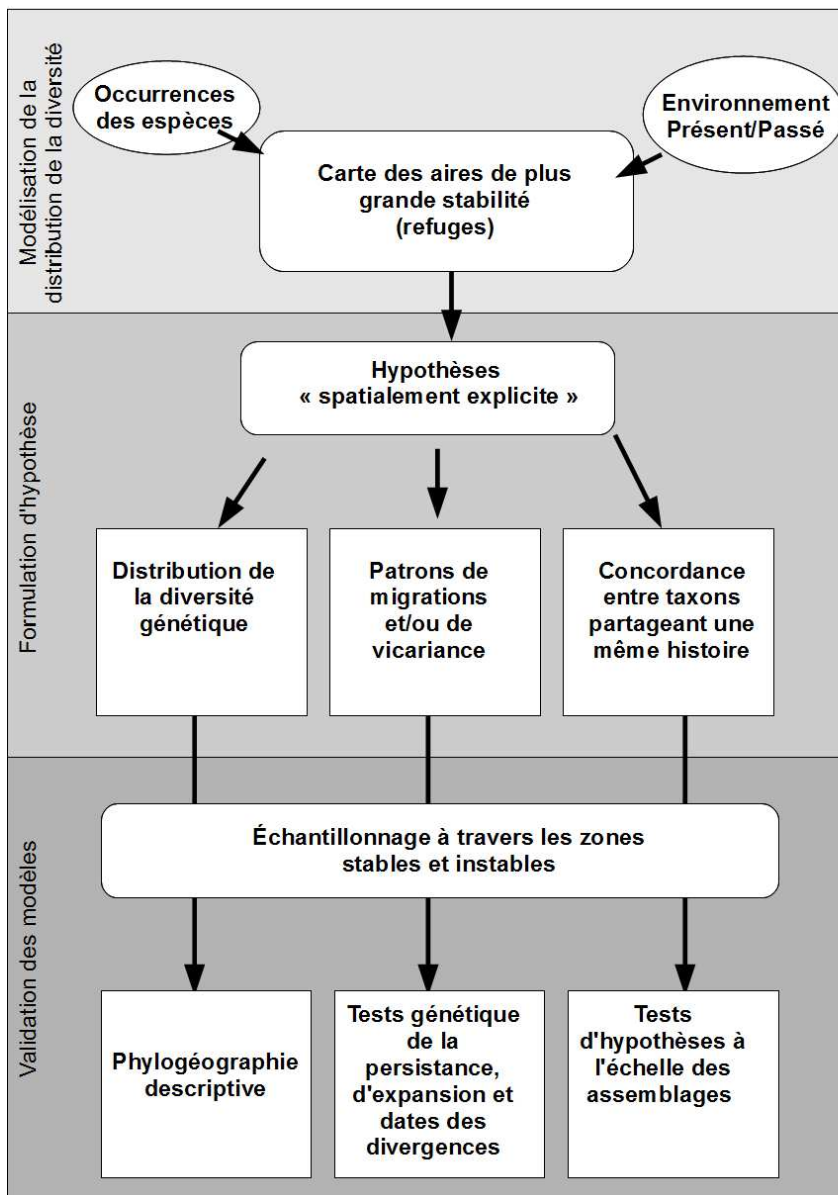 Modélisation de la
distribution de la diversité
Occurrences
des espèces
Environnement
Présent/Passé
Carte des aires de plus
grande stabilité
(refuges)
Formulation d'hypothèse
Hypothèses
« spatialement explicite »
Distribution de
la diversité
génétique
Patrons de
migrations
et/ou de
vicariance
Concordance
entre taxons
partageant une
même histoire
Validation des modèles
Échantillonnage à travers les zones
stables et instables
Phylogéographie
descriptive
Tests génétique
de la
persistance,
d'expansion et
dates des
divergences
Tests
d'hypothèses à
l'échelle des
assemblages